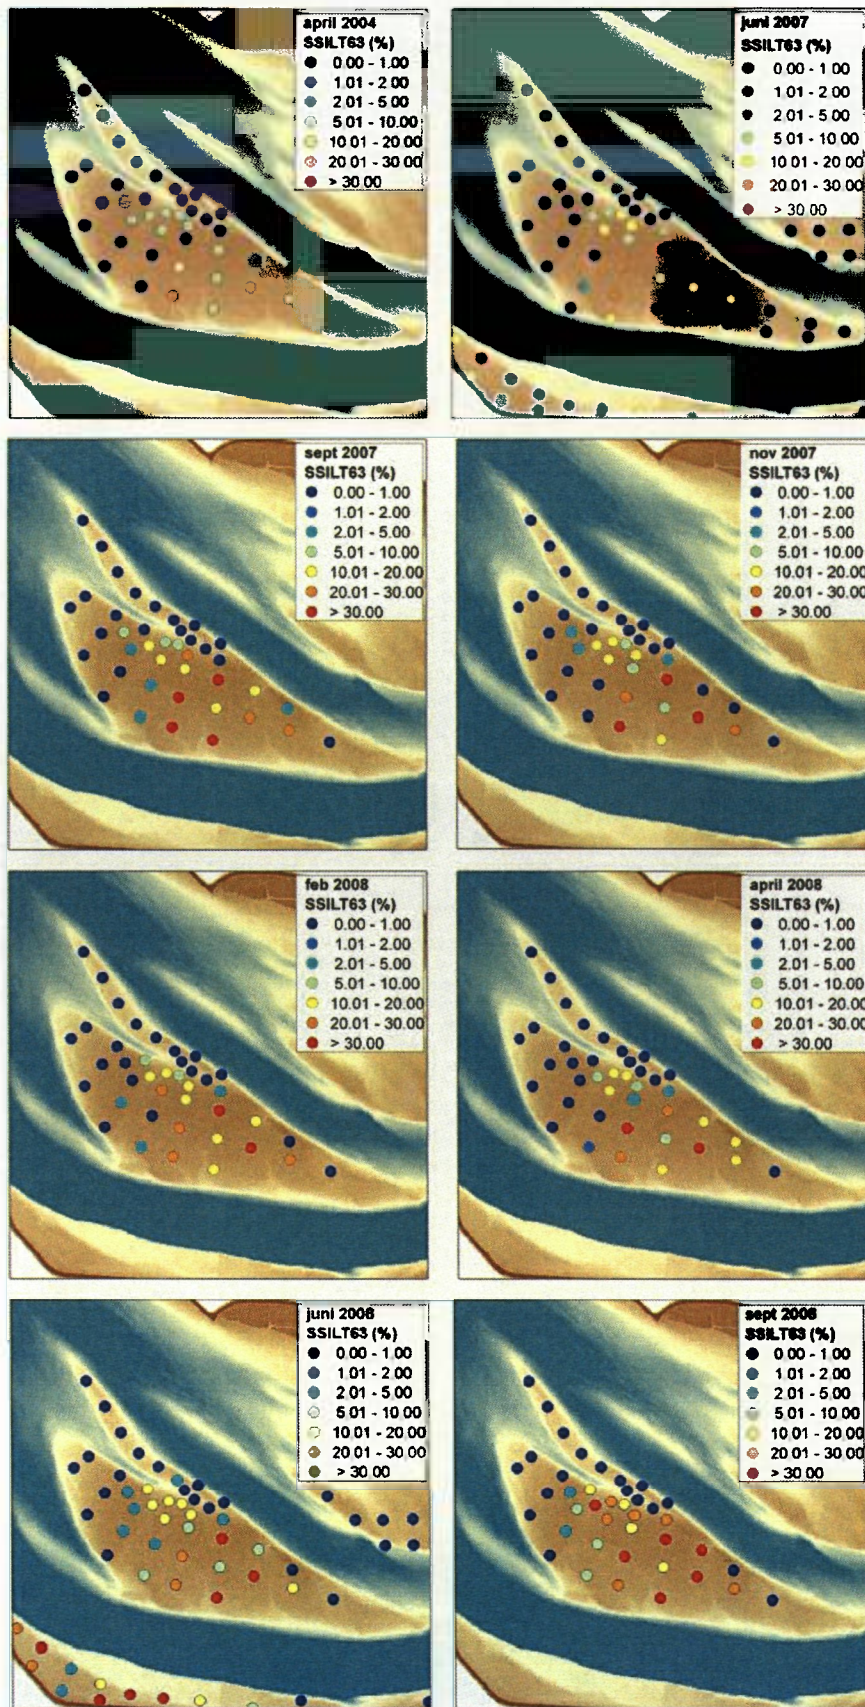 april 2004
SSILT63 (%)
0.00 - 1.00
1.01 - 2.00
2.01 - 5.00
5.01 - 10.00
10.01 - 20.00
20.01 - 30.00
> 30.00
juni 2007
SSILT63 (%)
0.00 - 1.00
1.01 - 2.00
2.01 - 5.00
5.01 - 10.00
10.01 - 20.00
20.01 - 30.00
> 30.00
sept 2007
SSILT63 (%)
0.00 - 1.00
1.01 - 2.00
2.01 - 5.00
5.01 - 10.00
10.01 - 20.00
20.01 - 30.00
> 30.00
nov 2007
SSILT63 (%)
0.00 - 1.00
1.01 - 2.00
2.01 - 5.00
5.01 - 10.00
10.01 - 20.00
20.01 - 30.00
> 30.00
feb 2008
SSILT63 (%)
0.00 - 1.00
1.01 - 2.00
2.01 - 5.00
5.01 - 10.00
10.01 - 20.00
20.01 - 30.00
> 30.00
april 2008
SSILT63 (%)
0.00 - 1.00
1.01 - 2.00
2.01 - 5.00
5.01 - 10.00
10.01 - 20.00
20.01 - 30.00
> 30.00
juni 2008
SSILT63 (%)
0.00 - 1.00
1.01 - 2.00
2.01 - 5.00
5.01 - 10.00
10.01 - 20.00
20.01 - 30.00
> 30.00
sept 2008
SSILT63 (%)
0.00 - 1.00
1.01 - 2.00
2.01 - 5.00
5.01 - 10.00
10.01 - 20.00
20.01 - 30.00
> 30.00